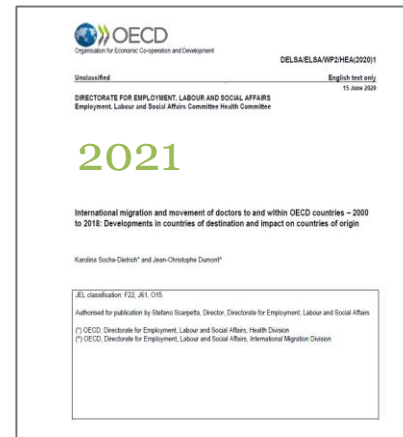 OECD
Organisation for Economic Co-operation and Development
DELSA/ELSA/WP2/HEA(2020)1
Unclassified
English text only
15 June 2020
DIRECTORATE FOR EMPLOYMENT, LABOUR AND SOCIAL AFFAIRS
Employment, Labour and Social Affairs Committee Health Committee
2021
International migration and movement of doctors to and within OECD countries – 2000
to 2018: Developments in countries of destination and impact on countries of origin
Karolina Socha-Dietrich* and Jean-Christophe Dumont^
JEL classification: F22, J61, O15
Authorised for publication by Stefano Scarpetta, Director, Directorate for Employment, Labour and Social Affairs
(*) OECD, Directorate for Employment, Labour and Social Affairs, Health Division
(^) OECD, Directorate for Employment, Labour and Social Affairs, International Migration Division